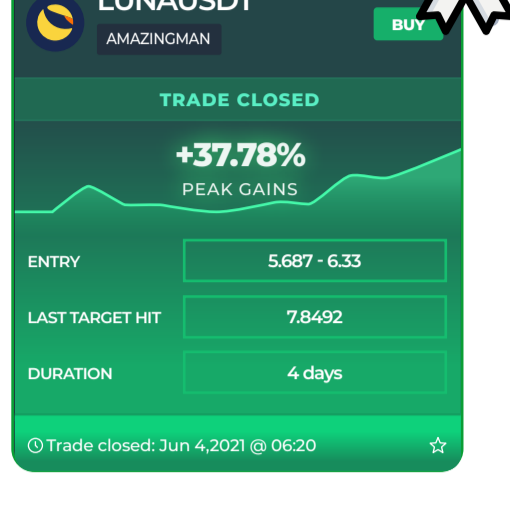 LUNAUSDT
AMAZINGMAN
BUY
TRADE CLOSED
+37.78%
PEAK GAINS
ENTRY
5.687 - 6.33
LAST TARGET HIT
7.8492
DURATION
4 days
Trade closed: Jun 4,2021 @ 06:20